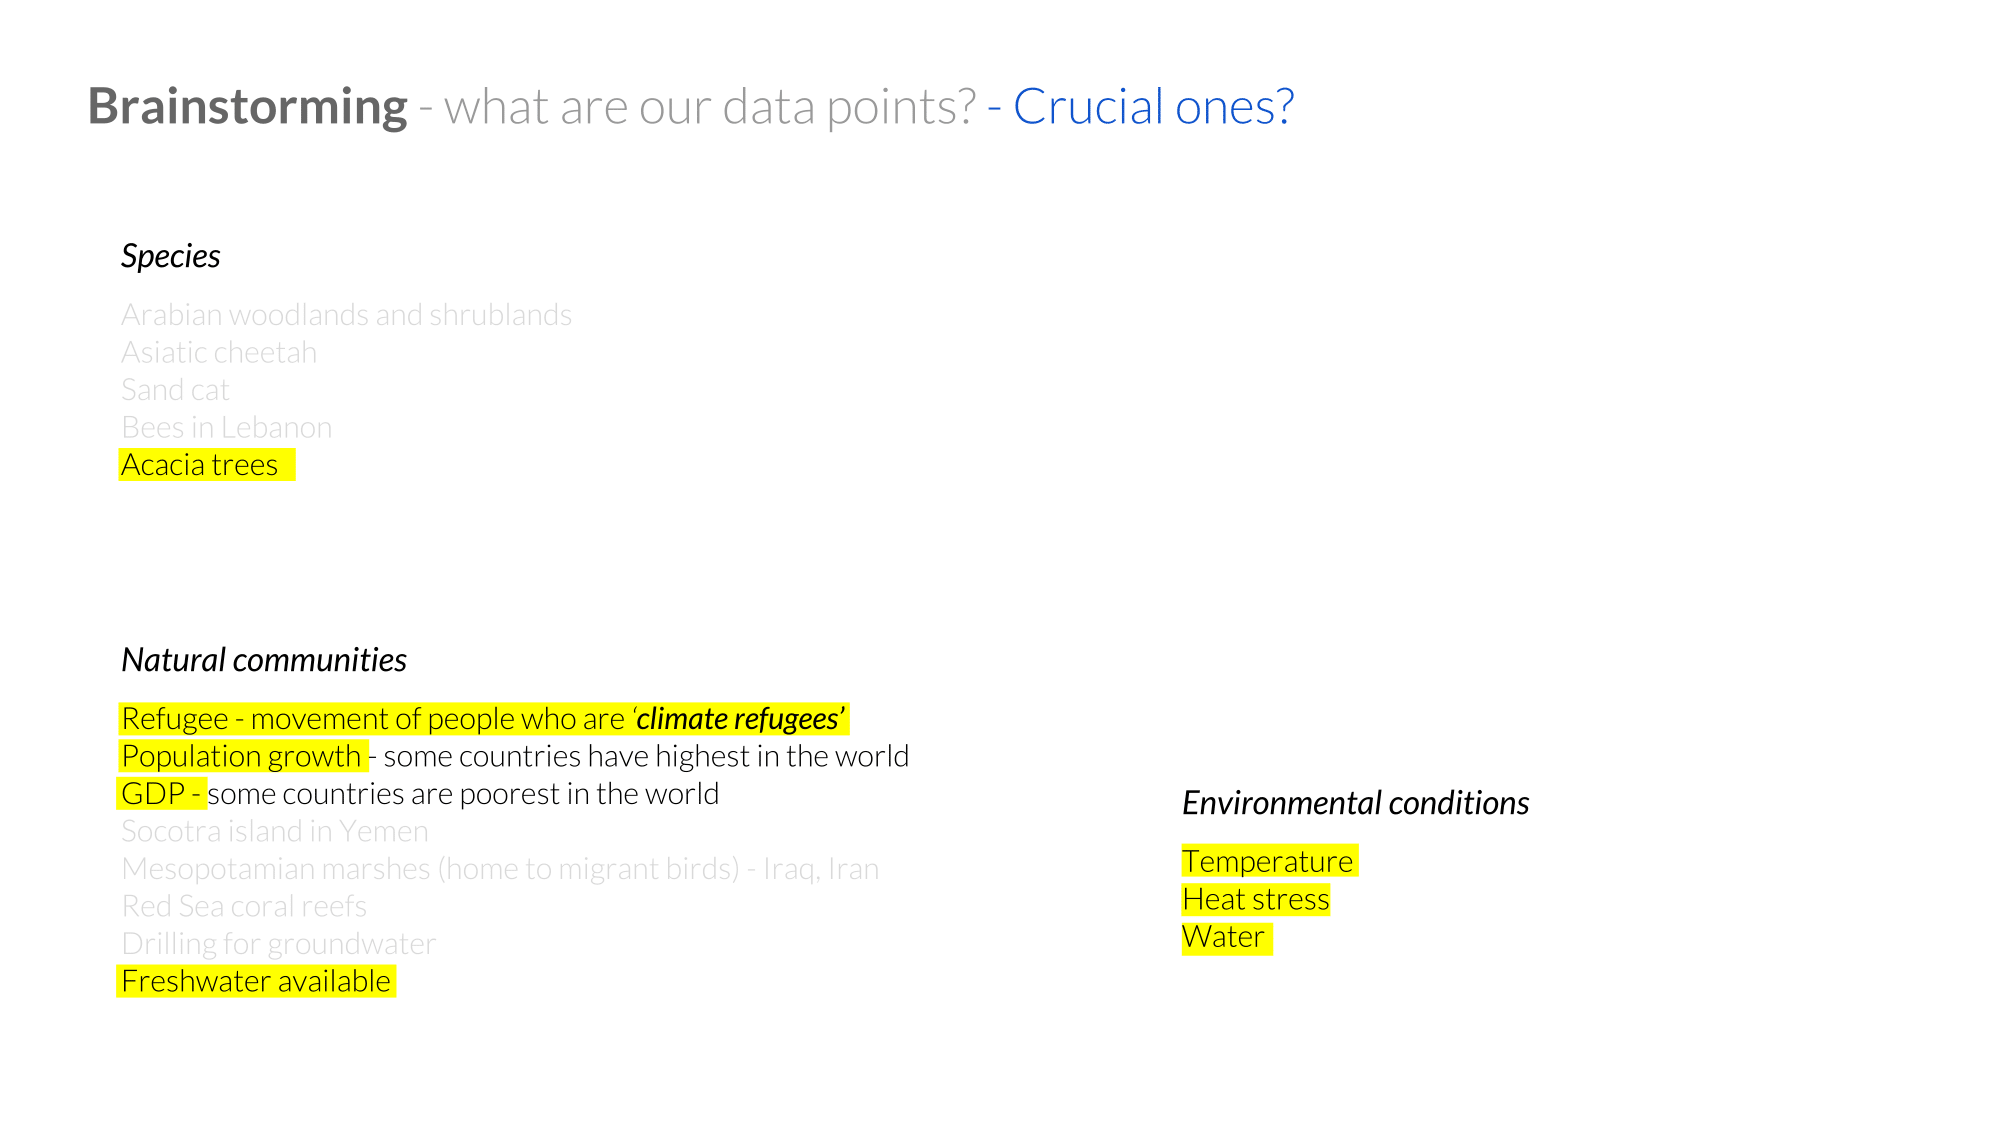 Brainstorming - what are our data points? - Crucial ones?
Species
Arabian woodlands and shrublands
Asiatic cheetah
Sand cat
Bees in Lebanon
Acacia trees
Natural communities
Refugee - movement of people who are ‘climate refugees’
Population growth - some countries have highest in the world
GDP - some countries are poorest in the world
Socotra island in Yemen
Mesopotamian marshes (home to migrant birds) - Iraq, Iran
Red Sea coral reefs
Drilling for groundwater
Freshwater available
Environmental conditions
Temperature
Heat stress
Water